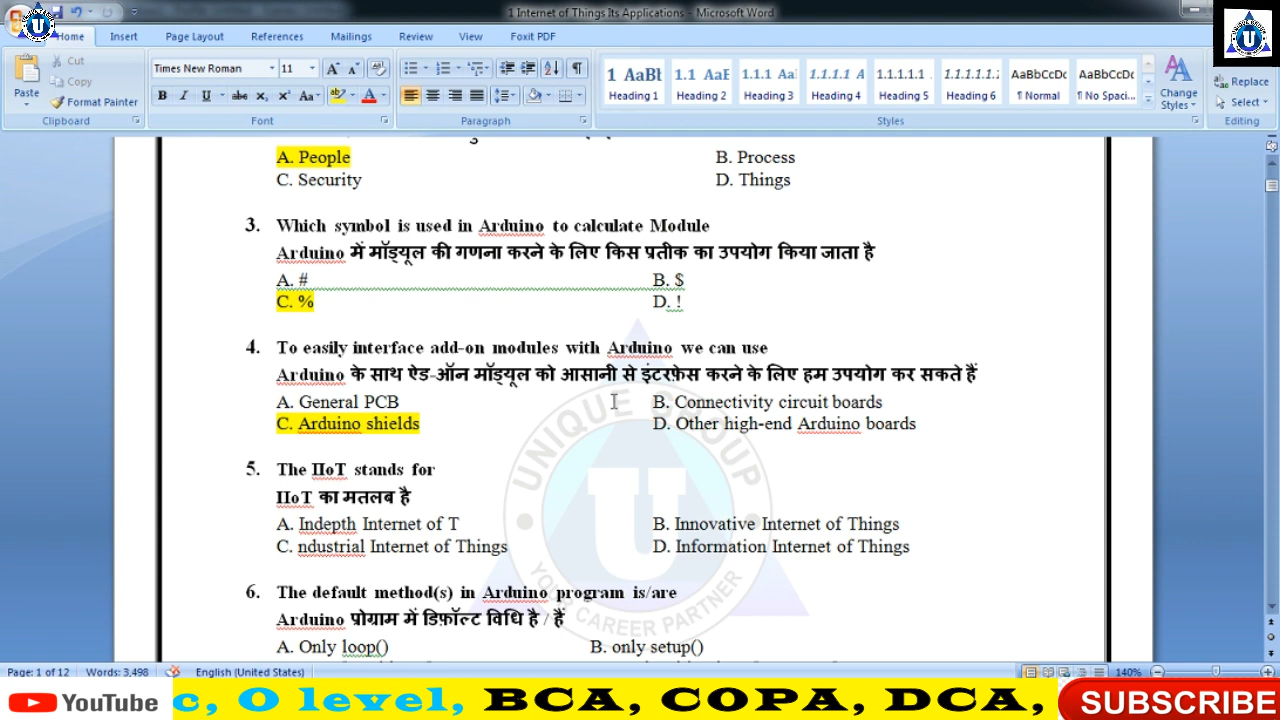 1 Internet of Things Its Applications - Microsoft Word
Home Insert Page Layout References Mailings Review View Foxit PDF
Paste
Cut
Copy
Format Painter
Times New Roman 11
1 AaBl 1.1 AaE 1.1.1 Aa 1.1.1.1 A 1.1.1.1.1 1.1.1.1.1. AaBbCcDc AaBbCcDc
Heading 1 Heading 2 Heading 3 Heading 4 Heading 5 Heading 6 ¶ Normal ¶ No Spaci...
Change Styles
Replace
Select
Clipboard Font Paragraph Styles Editing
A. People B. Process
C. Security D. Things
3. Which symbol is used in Arduino to calculate Module
Arduino में मॉड्यूल की गणना करने के लिए किस प्रतीक का उपयोग किया जाता है
A. # B. $
C. % D. !
4. To easily interface add-on modules with Arduino we can use
Arduino के साथ ऐड-ऑन मॉड्यूल को आसानी से इंटरफ़ेस करने के लिए हम उपयोग कर सकते हैं
A. General PCB B. Connectivity circuit boards
C. Arduino shields D. Other high-end Arduino boards
5. The IIoT stands for
IIoT का मतलब है
A. Indepth Internet of T B. Innovative Internet of Things
C. ndustrial Internet of Things D. Information Internet of Things
6. The default method(s) in Arduino program is/are
Arduino प्रोग्राम में डिफ़ॉल्ट विधि है / हैं
A. Only loop() B. only setup()
UNIQUE GROUP
YOUR CAREER PARTNER
Page: 1 of 12 Words: 3,498 English (United States) 140%
YouTube c, O level, BCA, COPA, DCA, SUBSCRIBE